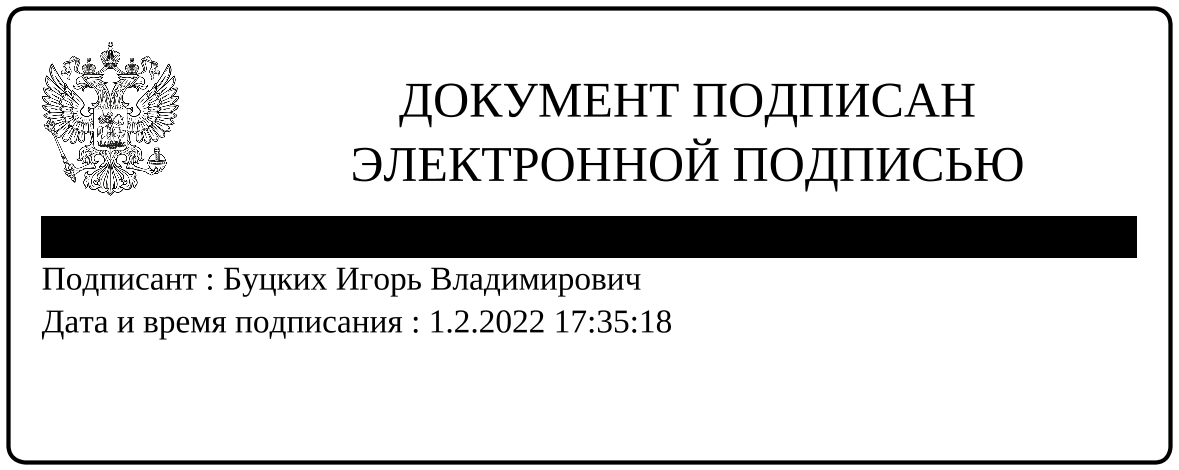 ДОКУМЕНТ ПОДПИСАН
ЭЛЕКТРОННОЙ ПОДПИСЬЮ
Подписант : Буцких Игорь Владимирович
Дата и время подписания : 1.2.2022 17:35:18